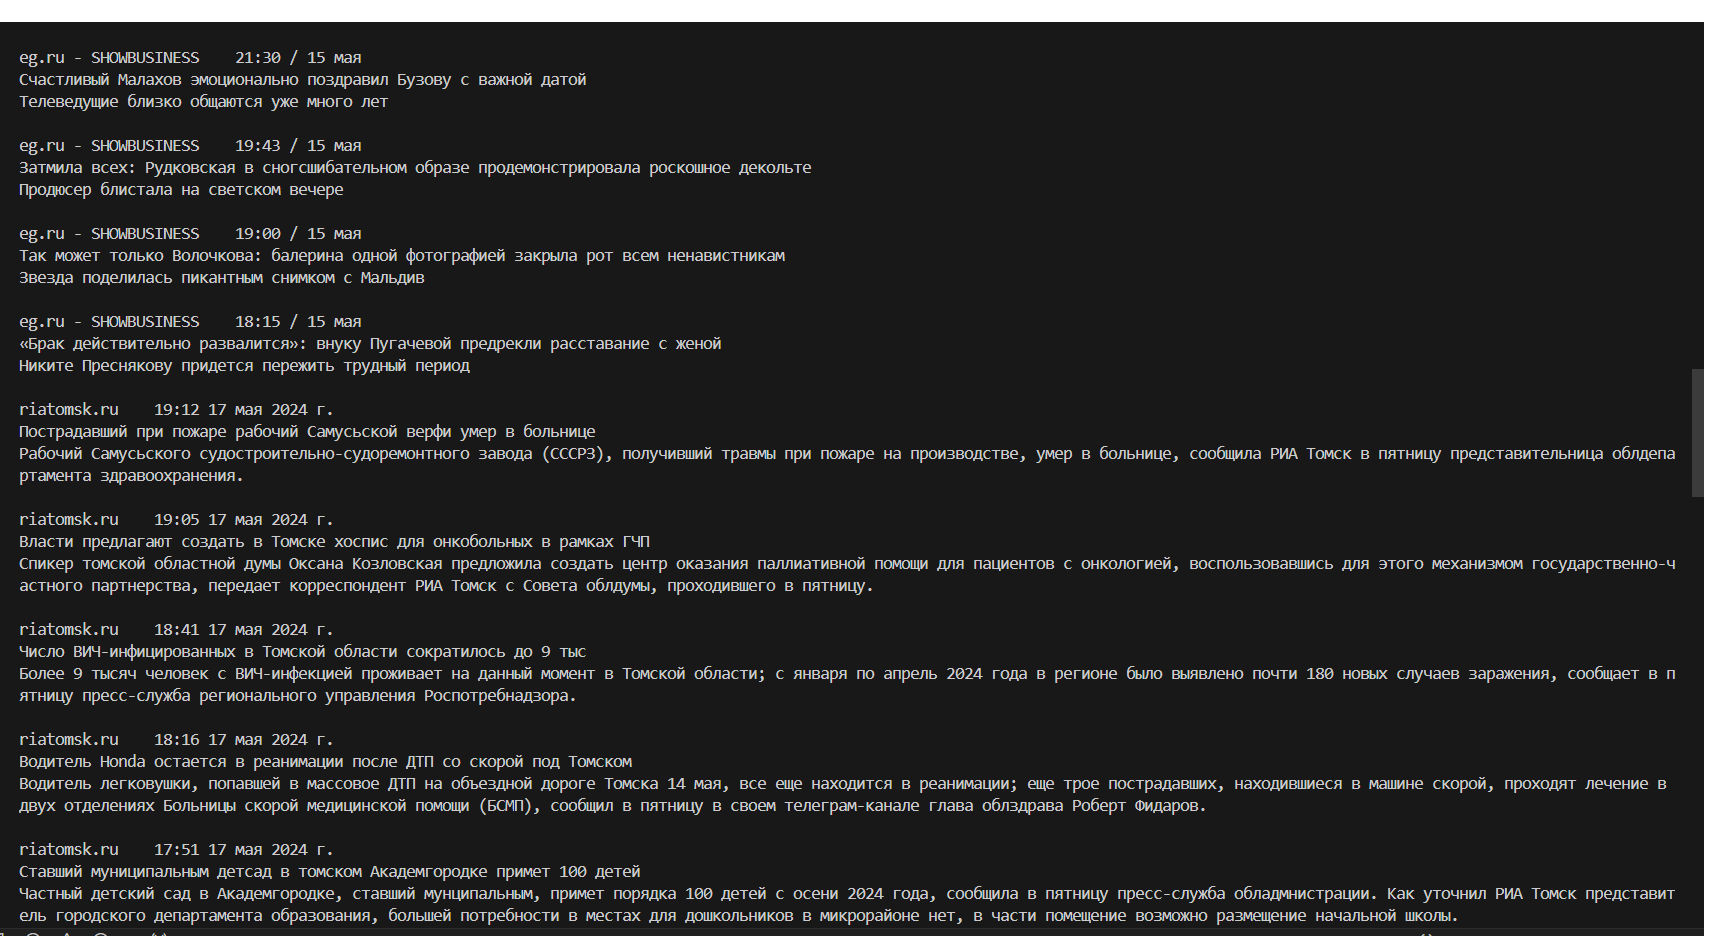 eg.ru - SHOWBUSINESS    21:30 / 15 мая
Счастливый Малахов эмоционально поздравил Бузову с важной датой
Телеведущие близко общаются уже много лет
eg.ru - SHOWBUSINESS    19:43 / 15 мая
Затмила всех: Рудковская в сногсшибательном образе продемонстрировала роскошное декольте
Продюсер блистала на светском вечере
eg.ru - SHOWBUSINESS    19:00 / 15 мая
Так может только Волочкова: балерина одной фотографией закрыла рот всем ненавистникам
Звезда поделилась пикантным снимком с Мальдив
eg.ru - SHOWBUSINESS    18:15 / 15 мая
«Брак действительно развалится»: внуку Пугачевой предрекли расставание с женой
Никите Преснякову придется пережить трудный период
riatomsk.ru    19:12 17 мая 2024 г.
Пострадавший при пожаре рабочий Самусьской верфи умер в больнице
Рабочий Самусьского судостроительно-судоремонтного завода (СССРЗ), получивший травмы при пожаре на производстве, умер в больнице, сообщила РИА Томск в пятницу представительница облдепа
ртамента здравоохранения.
riatomsk.ru    19:05 17 мая 2024 г.
Власти предлагают создать в Томске хоспис для онкобольных в рамках ГЧП
Спикер томской областной думы Оксана Козловская предложила создать центр оказания паллиативной помощи для пациентов с онкологией, воспользовавшись для этого механизмом государственно-ч
астного партнерства, передает корреспондент РИА Томск с Совета облдумы, проходившего в пятницу.
riatomsk.ru    18:41 17 мая 2024 г.
Число ВИЧ-инфицированных в Томской области сократилось до 9 тыс
Более 9 тысяч человек с ВИЧ-инфекцией проживает на данный момент в Томской области; с января по апрель 2024 года в регионе было выявлено почти 180 новых случаев заражения, сообщает в п
ятницу пресс-служба регионального управления Роспотребнадзора.
riatomsk.ru    18:16 17 мая 2024 г.
Водитель Honda остается в реанимации после ДТП со скорой под Томском
Водитель легковушки, попавшей в массовое ДТП на объездной дороге Томска 14 мая, все еще находится в реанимации; еще трое пострадавших, находившиеся в машине скорой, проходят лечение в
двух отделениях Больницы скорой медицинской помощи (БСМП), сообщил в пятницу в своем телеграм-канале глава облздрава Роберт Фидаров.
riatomsk.ru    17:51 17 мая 2024 г.
Ставший муниципальным детсад в томском Академгородке примет 100 детей
Частный детский сад в Академгородке, ставший мунципальным, примет порядка 100 детей с осени 2024 года, сообщила в пятницу пресс-служба обладмнистрации. Как уточнил РИА Томск представит
ель городского департамента образования, большей потребности в местах для дошкольников в микрорайоне нет, в части помещение возможно размещение начальной школы.